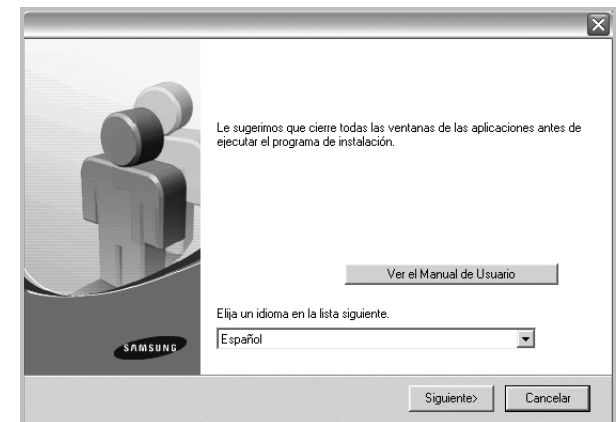 Le sugerimos que cierre todas las ventanas de las aplicaciones antes de
ejecutar el programa de instalación.
Ver el Manual de Usuario
Elija un idioma en la lista siguiente.
Español
SAMSUNG
Siguiente>
Cancelar